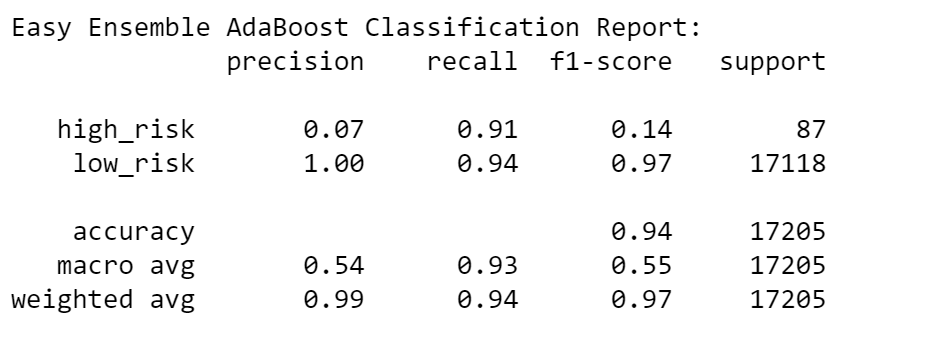 Easy Ensemble AdaBoost Classification Report:
precision recall f1-score support
high_risk 0.07 0.91 0.14 87
low_risk 1.00 0.94 0.97 17118
accuracy 0.94 17205
macro avg 0.54 0.93 0.55 17205
weighted avg 0.99 0.94 0.97 17205